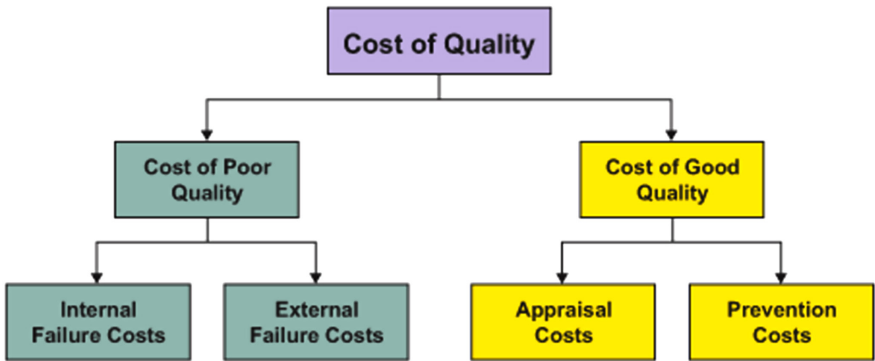 Cost of Quality
Cost of Poor
Quality
Cost of Good
Quality
Internal
Failure Costs
External
Failure Costs
Appraisal
Costs
Prevention
Costs